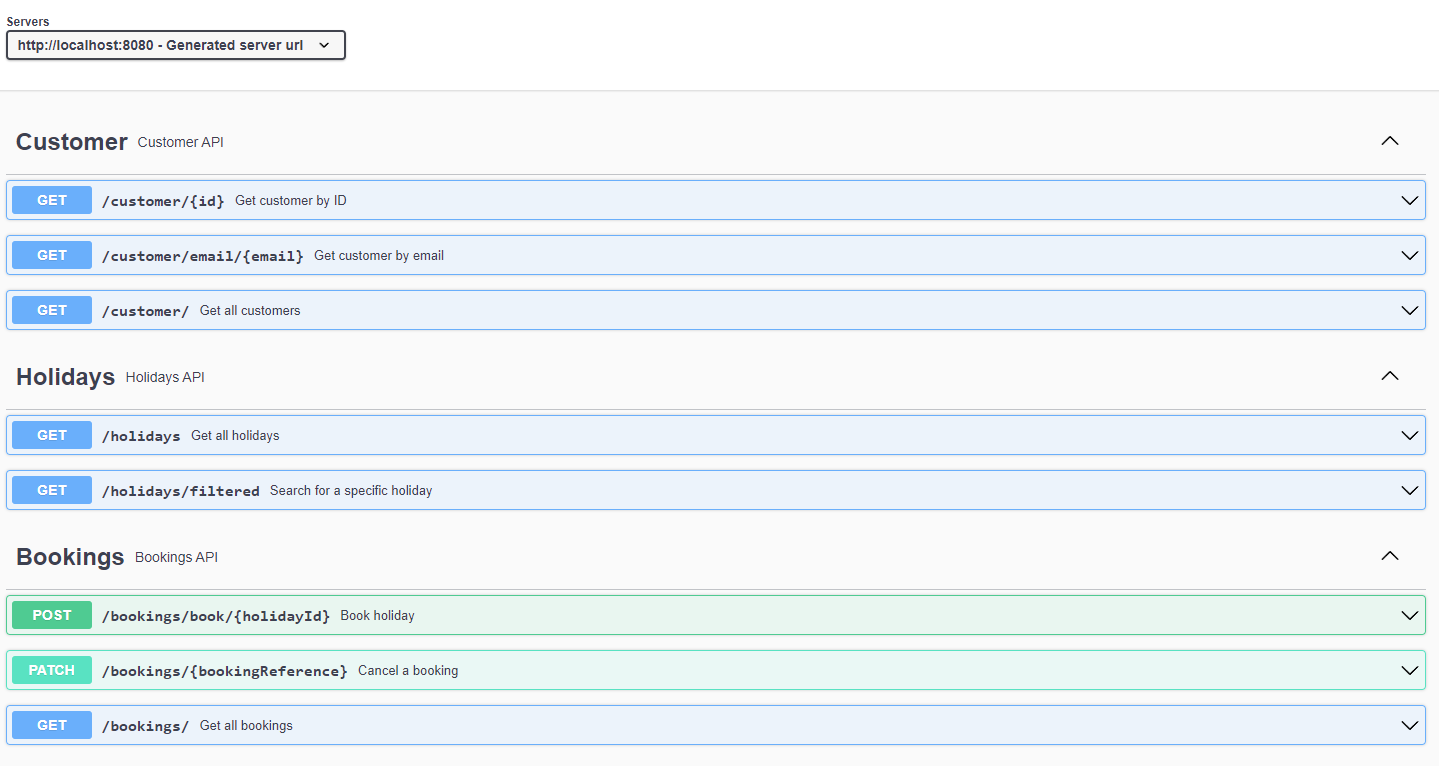 Servers
http://localhost:8080 - Generated server url
Customer Customer API
GET /customer/{id} Get customer by ID
GET /customer/email/{email} Get customer by email
GET /customer/ Get all customers
Holidays Holidays API
GET /holidays Get all holidays
GET /holidays/filtered Search for a specific holiday
Bookings Bookings API
POST /bookings/book/{holidayId} Book holiday
PATCH /bookings/{bookingReference} Cancel a booking
GET /bookings/ Get all bookings